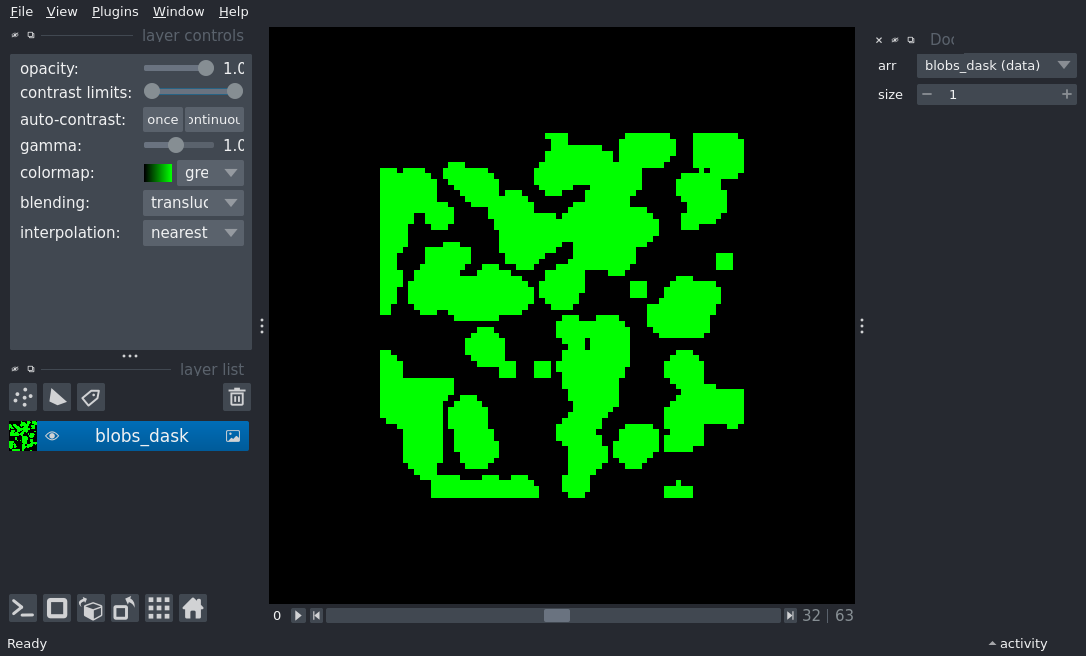 File View Plugins Window Help
layer controls
opacity: 1.0
contrast limits:
auto-contrast: once ontinuou
gamma: 1.0
colormap: gre
blending: transluc
interpolation: nearest
layer list
blobs_dask
0 32 | 63
Ready
Doc
arr blobs_dask (data)
size − 1 +
activity